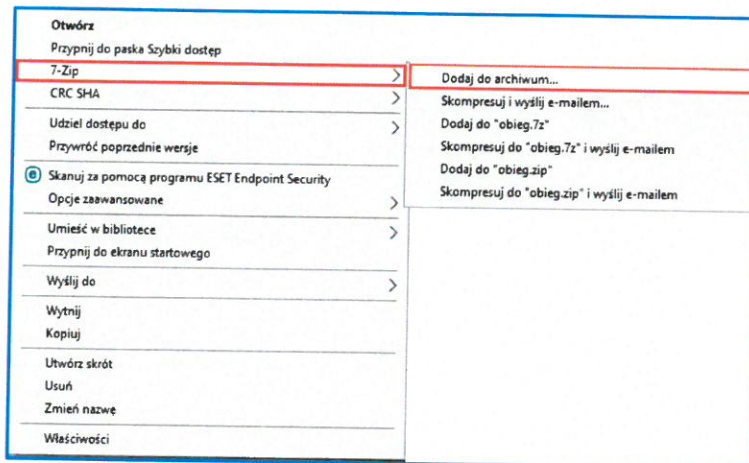 Otwórz
Przypnij do paska Szybki dostęp
7-Zip
CRC SHA
Udziel dostępu do
Przywróć poprzednie wersje
Skanuj za pomocą programu ESET Endpoint Security
Opcje zaawansowane
Umieść w bibliotece
Przypnij do ekranu startowego
Wyślij do
Wytnij
Kopiuj
Utwórz skrót
Usuń
Zmień nazwę
Właściwości
Dodaj do archiwum...
Skompresuj i wyślij e-mailem...
Dodaj do "obieg.7z"
Skompresuj do "obieg.7z" i wyślij e-mailem
Dodaj do "obieg.zip"
Skompresuj do "obieg.zip" i wyślij e-mailem